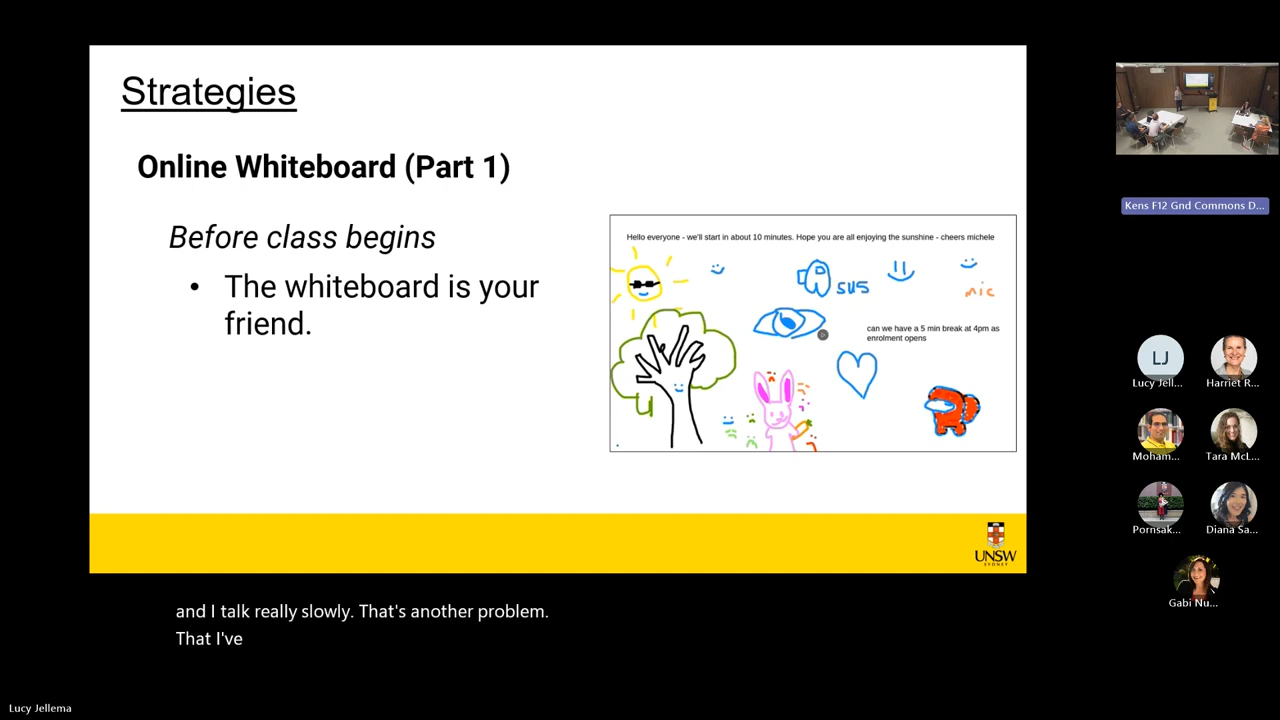 Strategies
Online Whiteboard (Part 1)
Before class begins
• The whiteboard is your
friend.
Hello everyone - we'll start in about 10 minutes. Hope you are all enjoying the sunshine - cheers michele
sus
mic
can we have a 5 min break at 4pm as
enrolment opens
UNSW
SYDNEY
and I talk really slowly. That's another problem.
That I've
Kens F12 Gnd Commons D...
LJ
Lucy Jell...
Harriet R...
Moham...
Tara McL...
Pornsak...
Diana Sa...
Gabi Nu...
Lucy Jellema